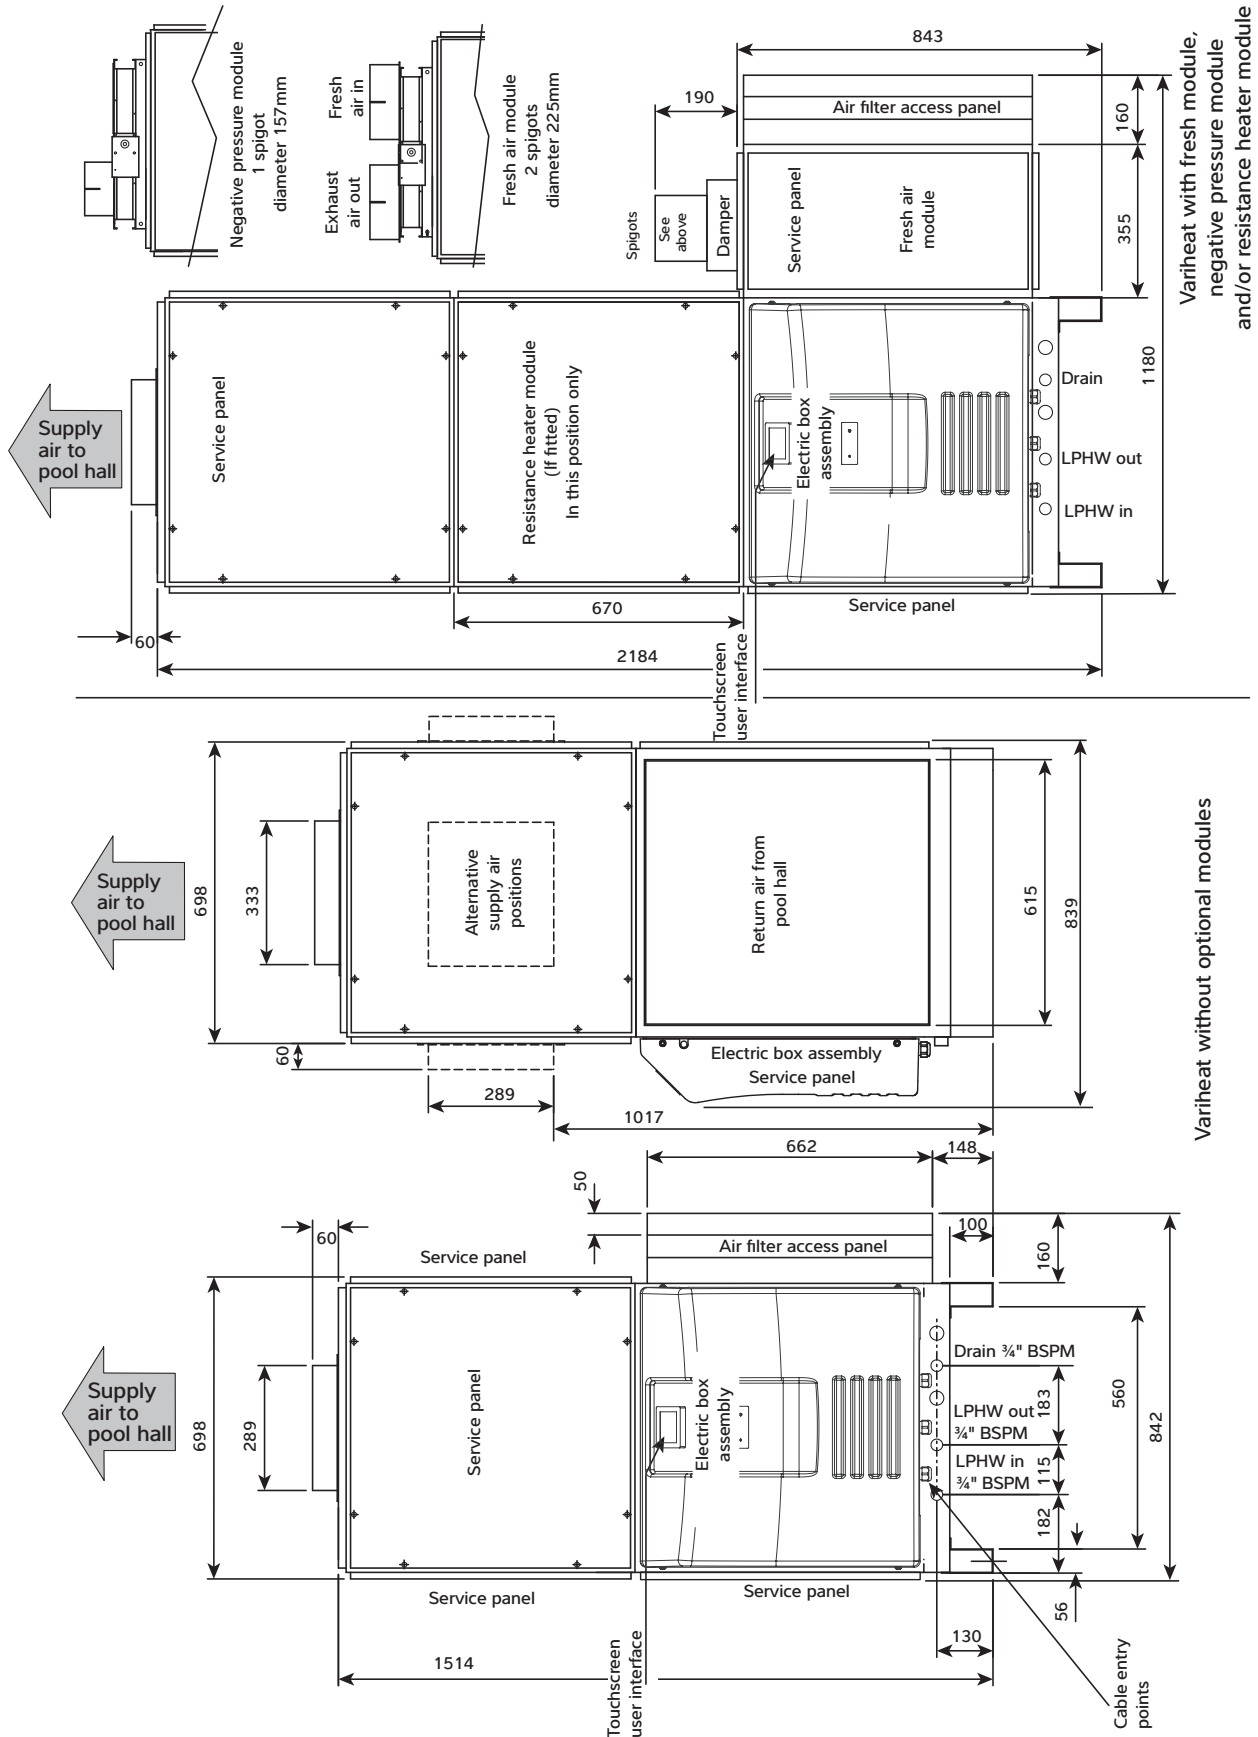 Negative pressure module
1 spigot
diameter 157mm
Exhaust
air out
Fresh
air in
Fresh air module
2 spigots
diameter 225mm
843
190
Air filter access panel
160
Spigots
See
above
Damper
Service panel
Fresh air
module
355
Variheat with fresh module,
negative pressure module
and/or resistance heater module
Supply
air to
pool hall
Service panel
Resistance heater module
(If fitted)
In this position only
Electric box
assembly
Drain
LPHW out
LPHW in
1180
Service panel
60
670
2184
Touchscreen
user interface
Supply
air to
pool hall
698
333
Alternative
supply air
positions
Return air from
pool hall
615
839
60
289
Electric box assembly
Service panel
1017
Variheat without optional modules
662
148
50
60
Service panel
Air filter access panel
100
160
Supply
air to
pool hall
698
289
Service panel
Electric box
assembly
Drain ¾" BSPM
LPHW out
¾" BSPM
183
LPHW in
¾" BSPM
115
182
560
842
Service panel
Service panel
56
130
1514
Touchscreen
user interface
Cable entry
points